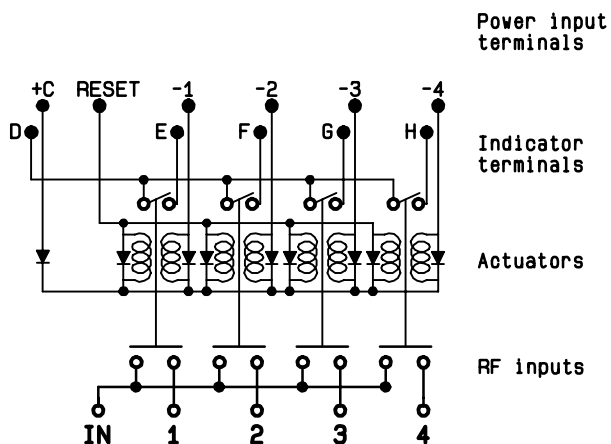 Power input
terminals
+C RESET -1 -2 -3 -4
D E F G H
Indicator
terminals
Actuators
RF inputs
IN 1 2 3 4